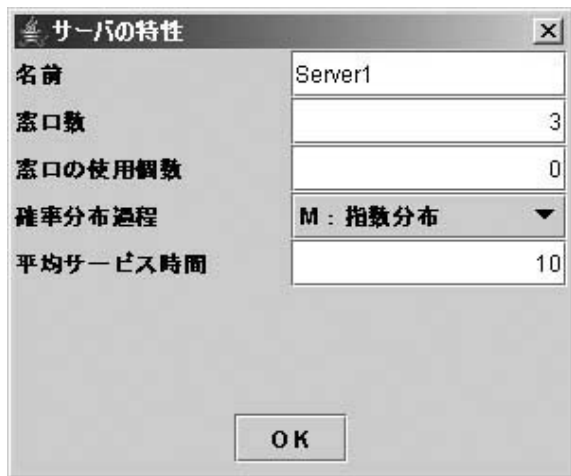 サーバの特性
名前 Server1
窓口数 3
窓口の使用個数 0
確率分布過程 M : 指数分布
平均サービス時間 10
OK